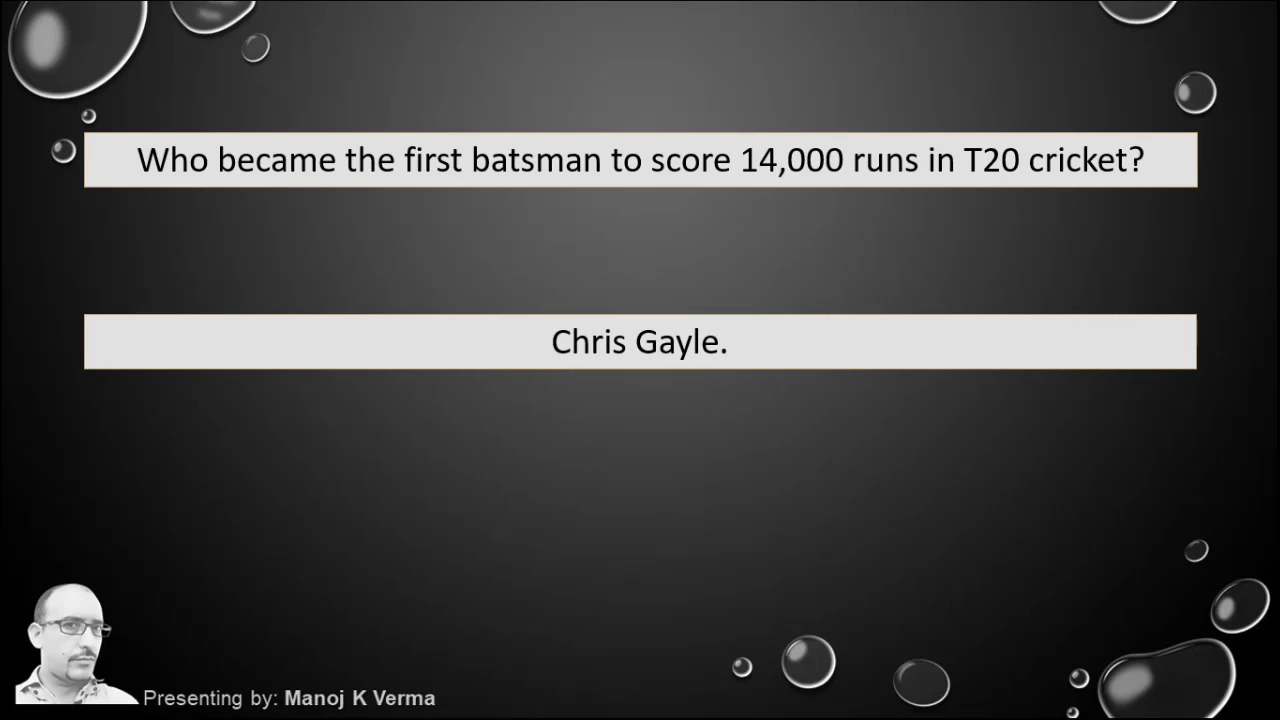 Who became the first batsman to score 14,000 runs in T20 cricket?
Chris Gayle.
Presenting by: Manoj K Verma